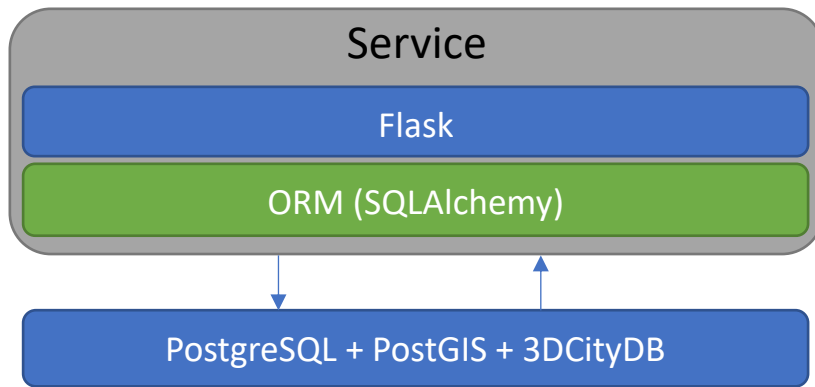 Service
Flask
ORM (SQLAlchemy)
PostgreSQL + PostGIS + 3DCityDB